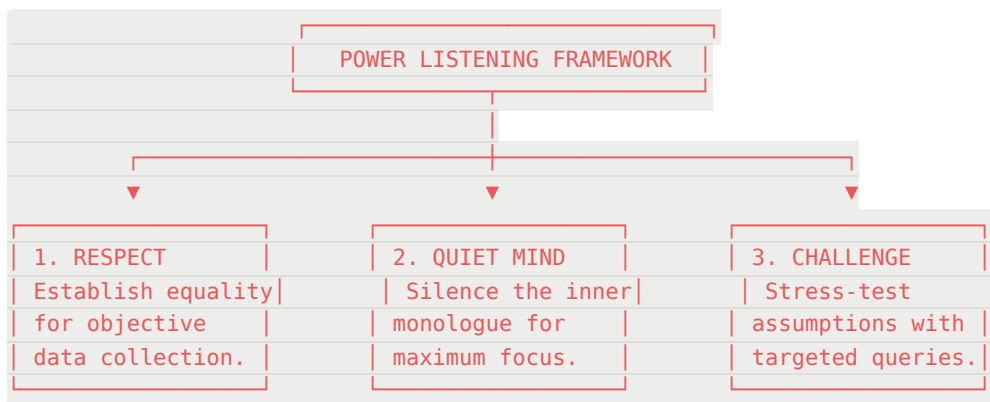 POWER LISTENING FRAMEWORK
1. RESPECT
Establish equality
for objective
data collection.
2. QUIET MIND
Silence the inner
monologue for
maximum focus.
3. CHALLENGE
Stress-test
assumptions with
targeted queries.